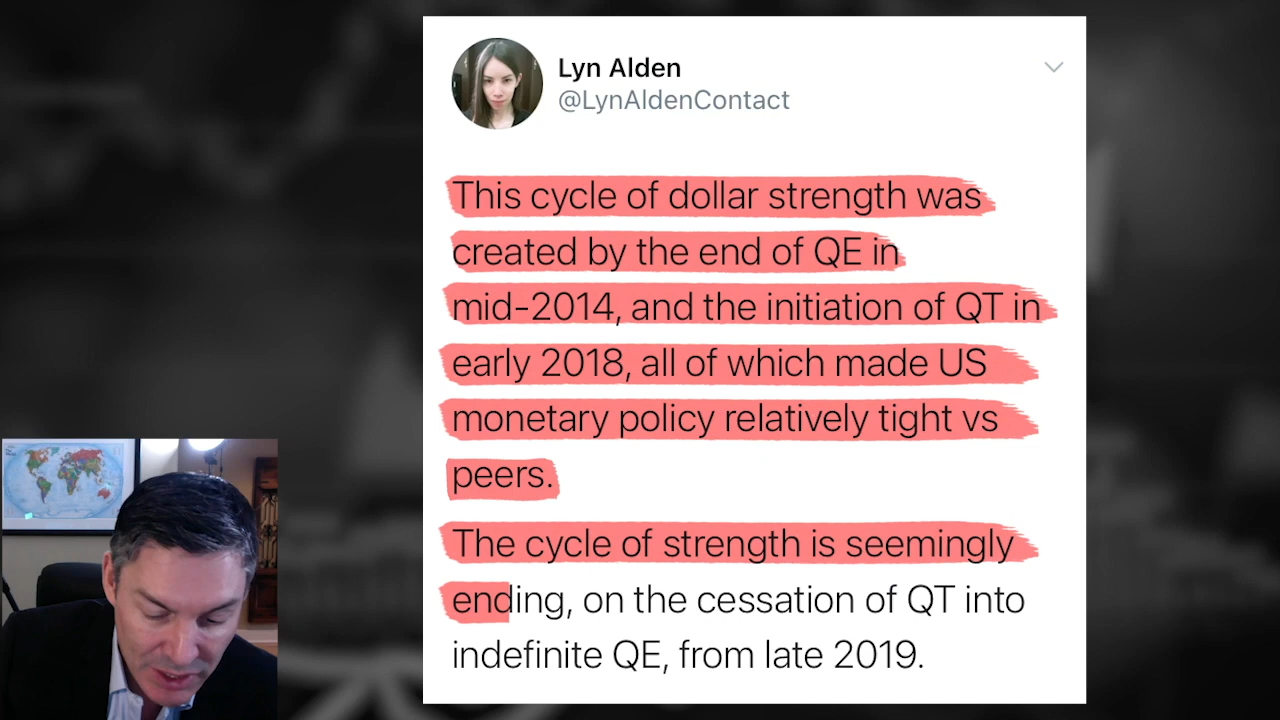 Lyn Alden
@LynAldenContact
This cycle of dollar strength was
created by the end of QE in
mid-2014, and the initiation of QT in
early 2018, all of which made US
monetary policy relatively tight vs
peers.
The cycle of strength is seemingly
ending, on the cessation of QT into
indefinite QE, from late 2019.